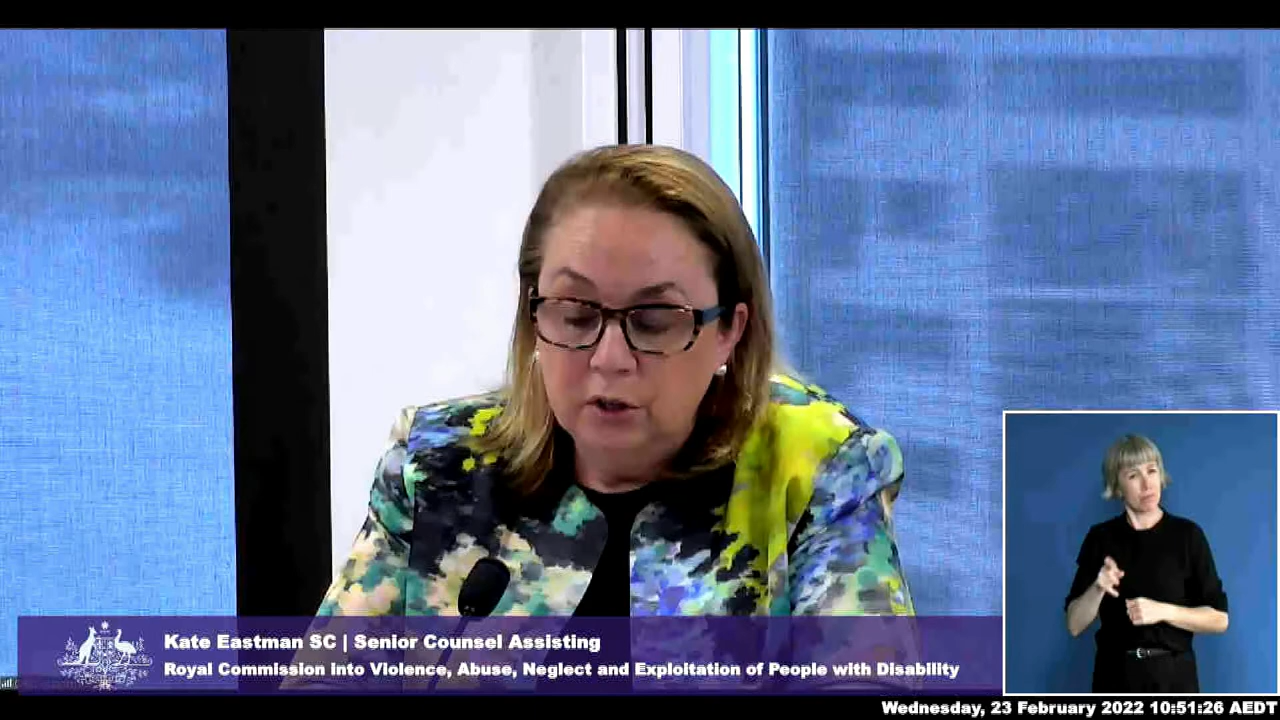 Kate Eastman SC | Senior Counsel Assisting
Royal Commission into Violence, Abuse, Neglect and Exploitation of People with Disability
Wednesday, 23 February 2022 10:51:26 AEDT